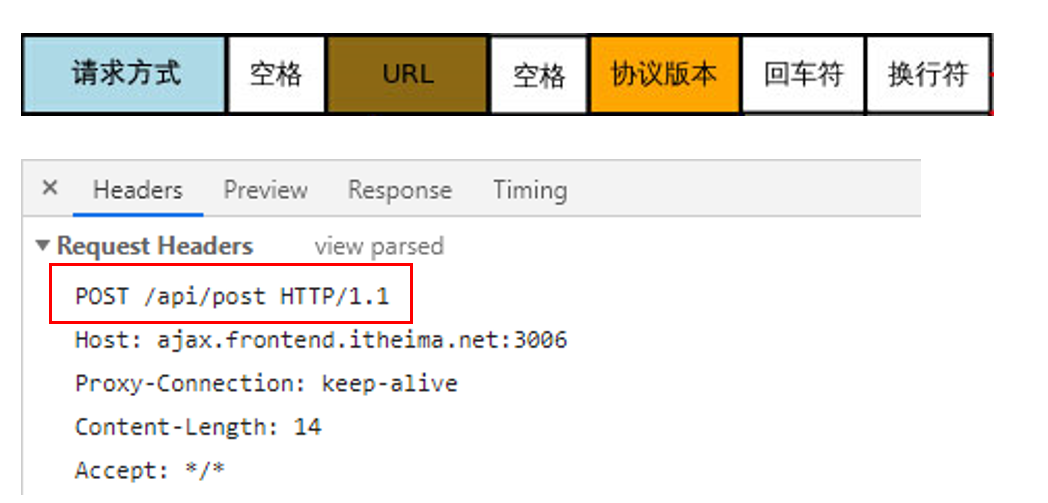 请求方式 空格 URL 空格 协议版本 回车符 换行符
× Headers Preview Response Timing
▼ Request Headers view parsed
POST /api/post HTTP/1.1
Host: ajax.frontend.itheima.net:3006
Proxy-Connection: keep-alive
Content-Length: 14
Accept: */*